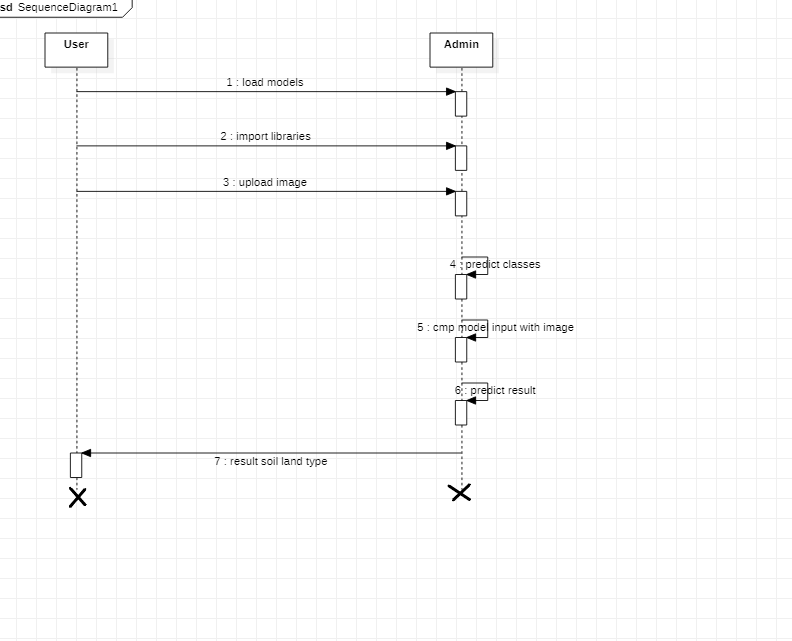 sd SequenceDiagram1
User
Admin
1 : load models
2 : import libraries
3 : upload image
4 : predict classes
5 : cmp model input with image
6 : predict result
7 : result soil land type